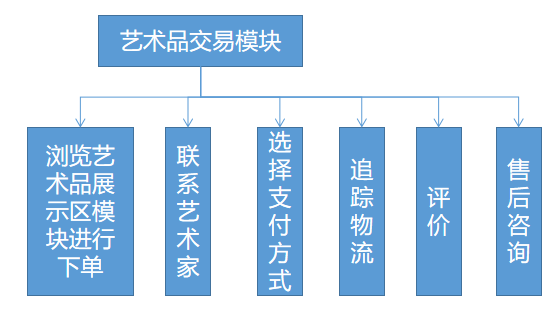 艺术品交易模块
浏览艺
术品展
示区模
块进行
下单
联
系
艺
术
家
选
择
支
付
方
式
追
踪
物
流
评
价
售
后
咨
询